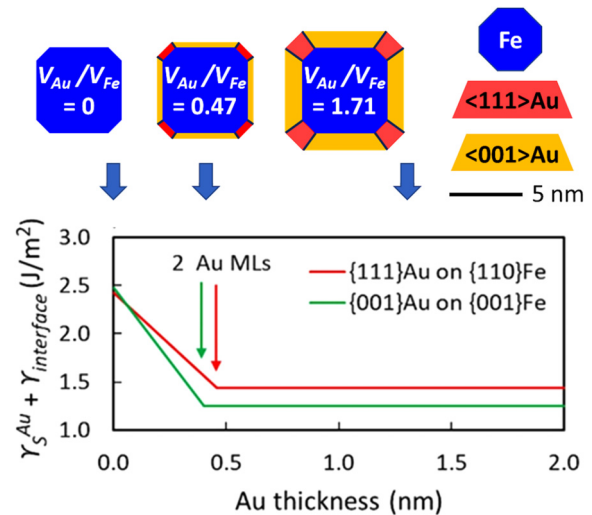 V_Au /V_Fe
= 0
V_Au /V_Fe
= 0.47
V_Au /V_Fe
= 1.71
Fe
<111>Au
<001>Au
5 nm
3.0
2.5
2.0
1.5
1.0
ϒ_S^Au + ϒ_interface (J/m²)
2 Au MLs
{111}Au on {110}Fe
{001}Au on {001}Fe
0.0
0.5
1.0
1.5
2.0
Au thickness (nm)